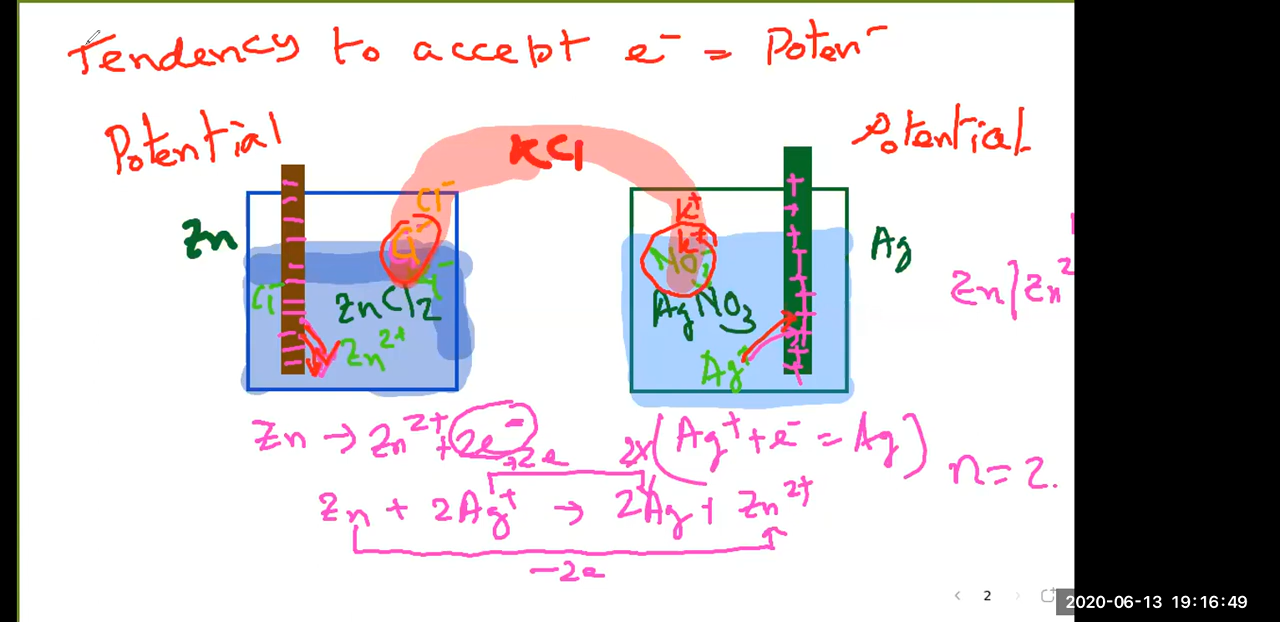 Tendency to accept e⁻ = Poten
Potential
Potential
KCl
Cl⁻
K⁺
K⁺
Zn
Ag
NO₃⁻
Cl⁻
ZnCl2
AgNO3
Zn|Zn²
Zn²⁺
Ag⁺
Zn → Zn²⁺ + 2e⁻
2x (Ag⁺ + e⁻ = Ag)
n = 2.
+2e
Zn + 2Ag⁺ → 2Ag + Zn²⁺
-2e
2
2020-06-13 19:16:49